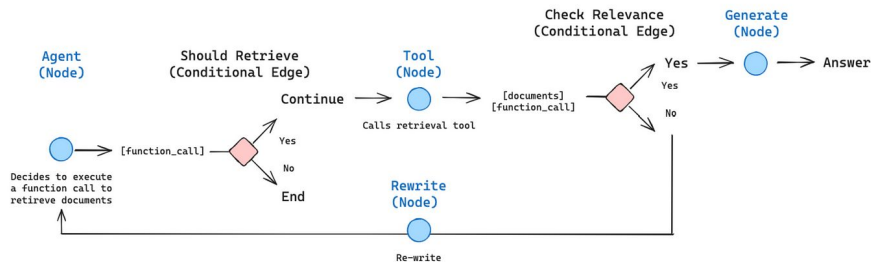 Check Relevance
(Conditional Edge)
Generate
(Node)
Agent
(Node)
Should Retrieve
(Conditional Edge)
Tool
(Node)
Yes
Answer
Continue
[documents]
[function_call]
Yes
No
Calls retrieval tool
[function_call]
Yes
No
End
Decides to execute
a function call to
retireve documents
Rewrite
(Node)
Re-write